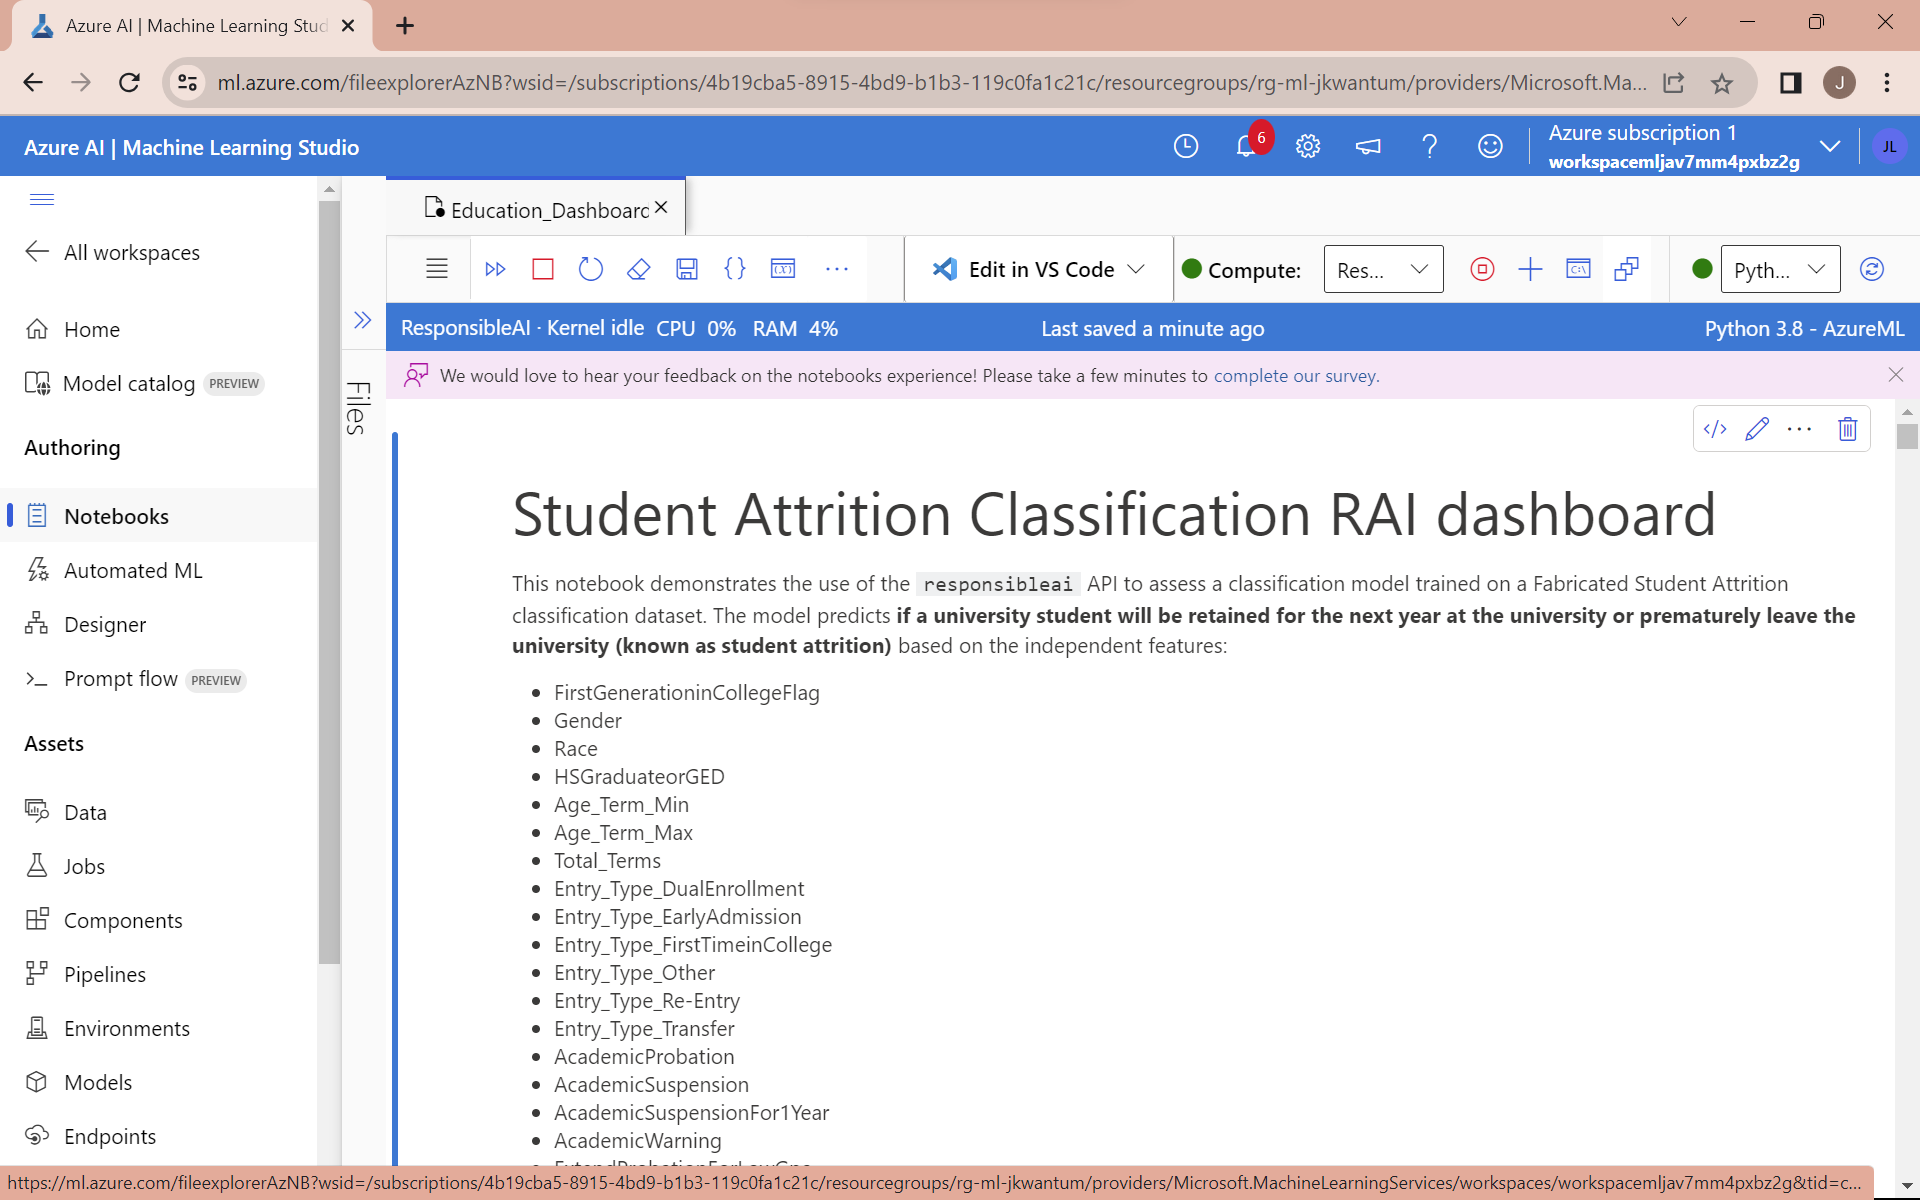 Azure AI | Machine Learning Stud
ml.azure.com/fileexplorerAzNB?wsid=/subscriptions/4b19cba5-8915-4bd9-b1b3-119c0fa1c21c/resourcegroups/rg-ml-jkwantum/providers/Microsoft.Ma...
J
Azure AI | Machine Learning Studio
6
Azure subscription 1
workspacemljav7mm4pxbz2g
JL
All workspaces
Home
Model catalog PREVIEW
Authoring
Notebooks
Automated ML
Designer
Prompt flow PREVIEW
Assets
Data
Jobs
Components
Pipelines
Environments
Models
Endpoints
Files
Education_Dashboard
Edit in VS Code
Compute:
Res...
Pyth...
ResponsibleAI · Kernel idle CPU 0% RAM 4%
Last saved a minute ago
Python 3.8 - AzureML
We would love to hear your feedback on the notebooks experience! Please take a few minutes to complete our survey.
Student Attrition Classification RAI dashboard
This notebook demonstrates the use of the responsibleai API to assess a classification model trained on a Fabricated Student Attrition
classification dataset. The model predicts if a university student will be retained for the next year at the university or prematurely leave the
university (known as student attrition) based on the independent features:
FirstGenerationinCollegeFlag
Gender
Race
HSGraduateorGED
Age_Term_Min
Age_Term_Max
Total_Terms
Entry_Type_DualEnrollment
Entry_Type_EarlyAdmission
Entry_Type_FirstTimeinCollege
Entry_Type_Other
Entry_Type_Re-Entry
Entry_Type_Transfer
AcademicProbation
AcademicSuspension
AcademicSuspensionFor1Year
AcademicWarning
https://ml.azure.com/fileexplorerAzNB?wsid=/subscriptions/4b19cba5-8915-4bd9-b1b3-119c0fa1c21c/resourcegroups/rg-ml-jkwantum/providers/Microsoft.MachineLearningServices/workspaces/workspacemljav7mm4pxbz2g&tid=c...